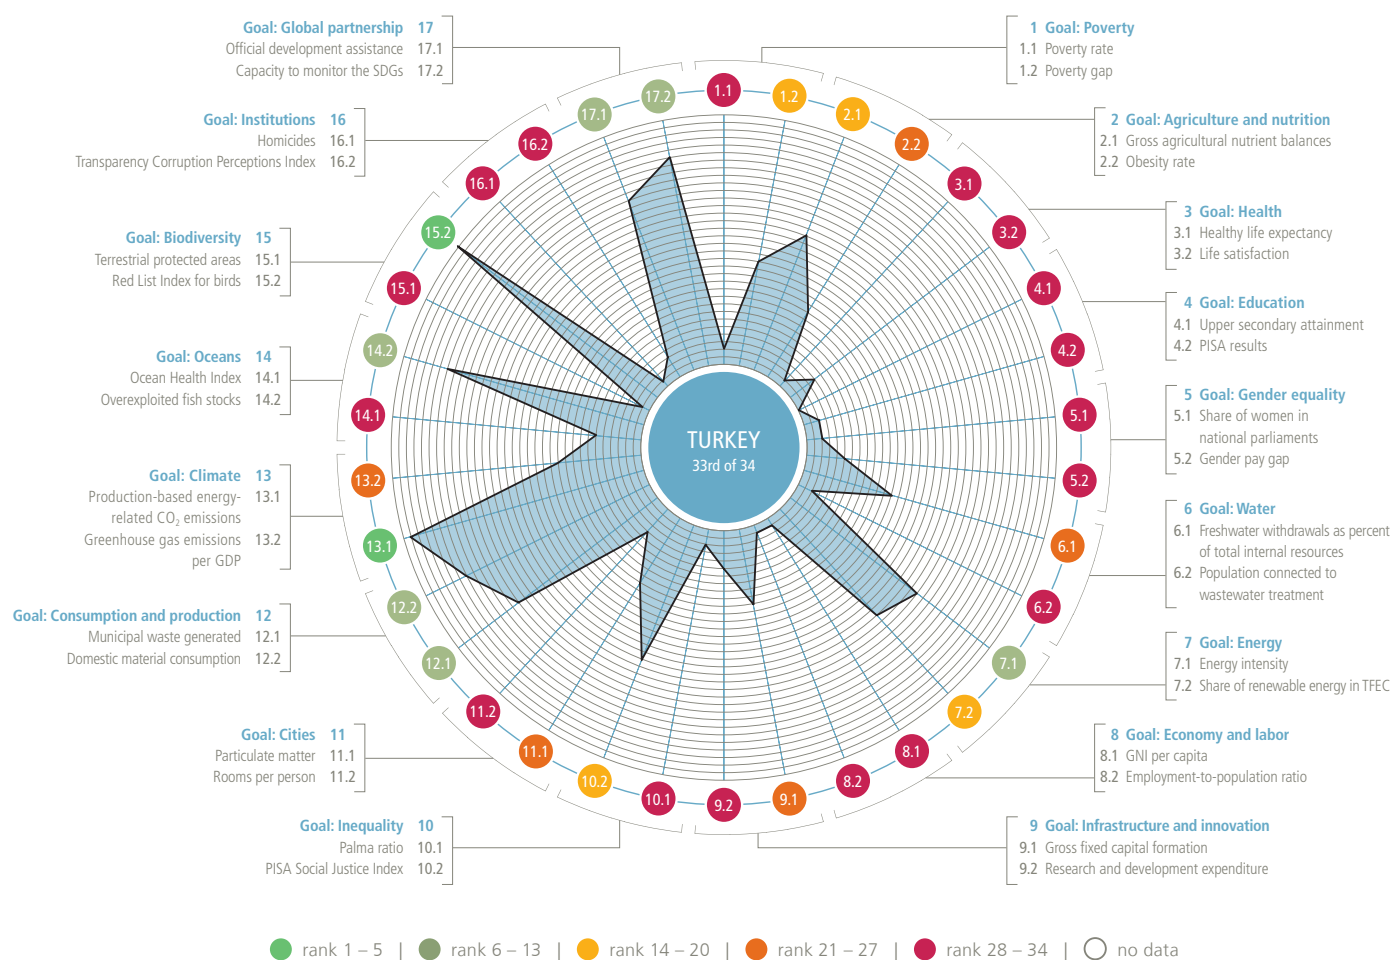 Goal: Global partnership 17
Official development assistance 17.1
Capacity to monitor the SDGs 17.2
Goal: Institutions 16
Homicides 16.1
Transparency Corruption Perceptions Index 16.2
Goal: Biodiversity 15
Terrestrial protected areas 15.1
Red List Index for birds 15.2
Goal: Oceans 14
Ocean Health Index 14.1
Overexploited fish stocks 14.2
Goal: Climate 13
Production-based energy- 13.1
related CO₂ emissions
Greenhouse gas emissions 13.2
per GDP
Goal: Consumption and production 12
Municipal waste generated 12.1
Domestic material consumption 12.2
Goal: Cities 11
Particulate matter 11.1
Rooms per person 11.2
Goal: Inequality 10
Palma ratio 10.1
PISA Social Justice Index 10.2
1 Goal: Poverty
1.1 Poverty rate
1.2 Poverty gap
2 Goal: Agriculture and nutrition
2.1 Gross agricultural nutrient balances
2.2 Obesity rate
3 Goal: Health
3.1 Healthy life expectancy
3.2 Life satisfaction
4 Goal: Education
4.1 Upper secondary attainment
4.2 PISA results
5 Goal: Gender equality
5.1 Share of women in
national parliaments
5.2 Gender pay gap
6 Goal: Water
6.1 Freshwater withdrawals as percent
of total internal resources
6.2 Population connected to
wastewater treatment
7 Goal: Energy
7.1 Energy intensity
7.2 Share of renewable energy in TFEC
8 Goal: Economy and labor
8.1 GNI per capita
8.2 Employment-to-population ratio
9 Goal: Infrastructure and innovation
9.1 Gross fixed capital formation
9.2 Research and development expenditure
1.1
1.2
2.1
2.2
3.1
3.2
4.1
4.2
5.1
5.2
6.1
6.2
7.1
7.2
8.1
8.2
9.1
9.2
10.1
10.2
11.1
11.2
12.1
12.2
13.1
13.2
14.1
14.2
15.1
15.2
16.1
16.2
17.1
17.2
TURKEY
33rd of 34
rank 1 – 5 | rank 6 – 13 | rank 14 – 20 | rank 21 – 27 | rank 28 – 34 | no data